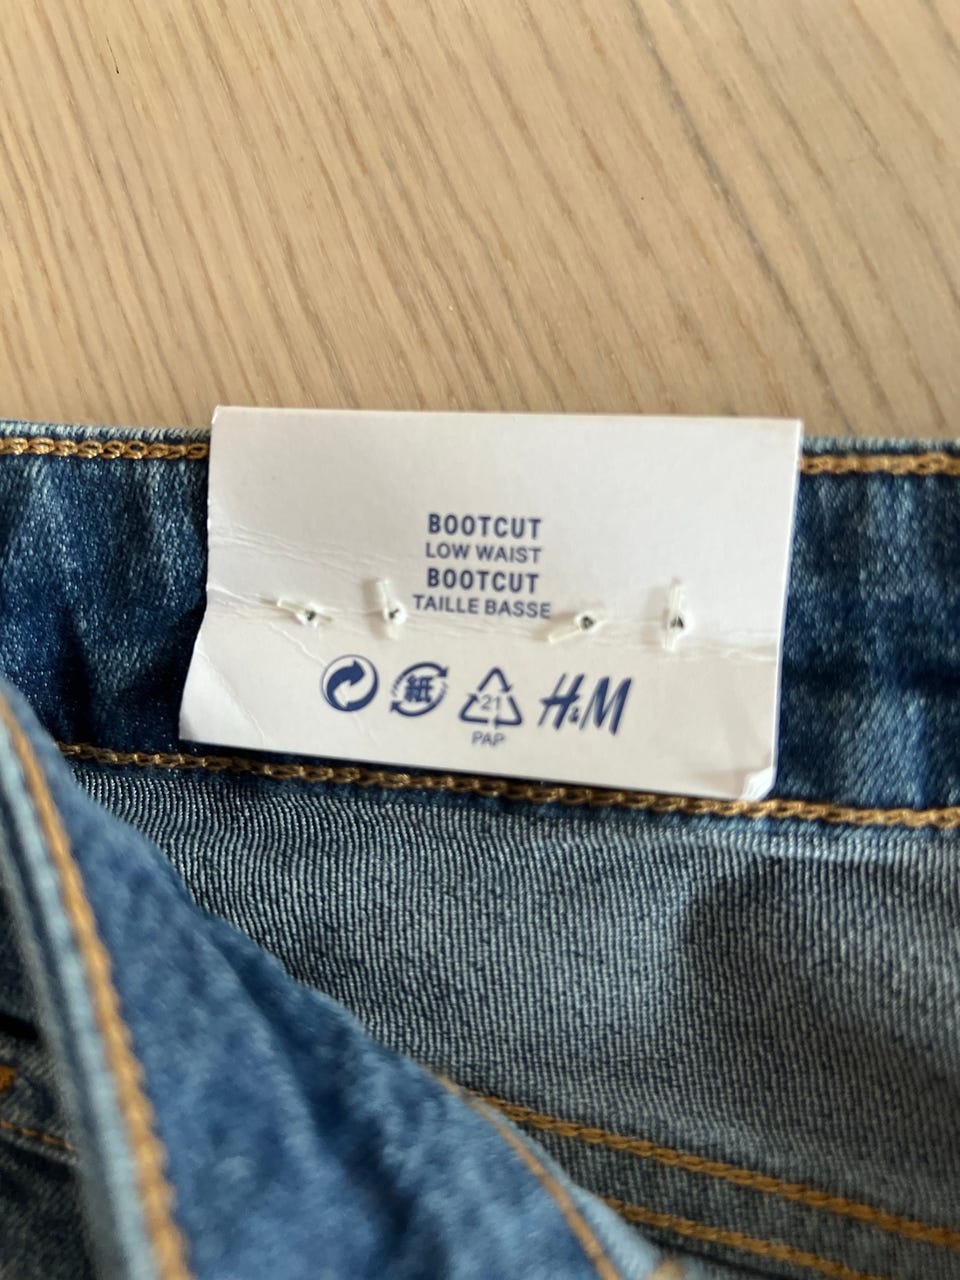 BOOTCUT
LOW WAIST
BOOTCUT
TAILLE BASSE
紙 21 H&M
PAP